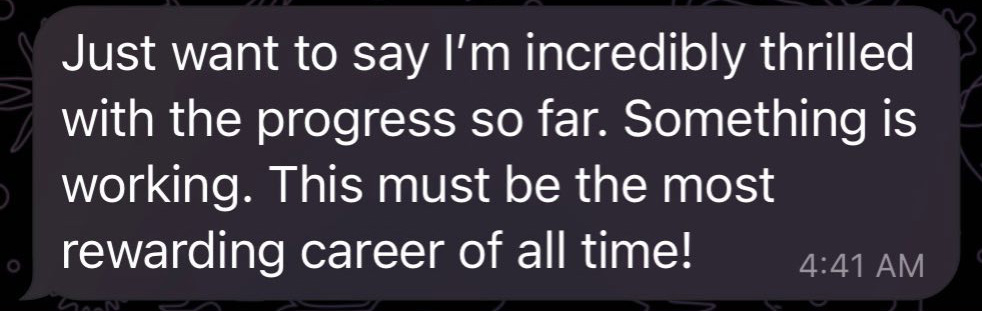 Just want to say I’m incredibly thrilled
with the progress so far. Something is
working. This must be the most
rewarding career of all time!
4:41 AM